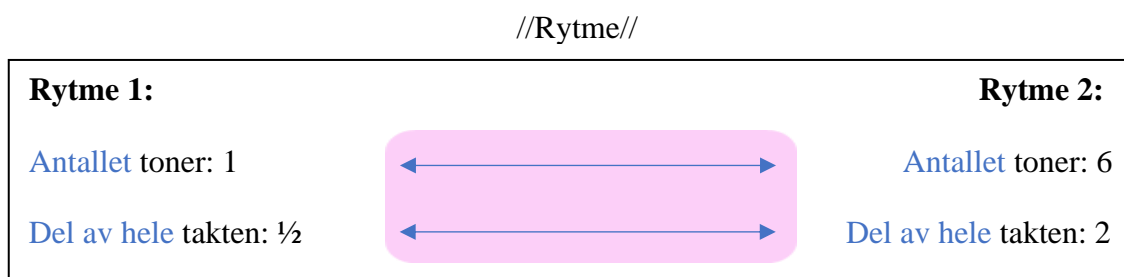 //Rytme//
Rytme 1: Rytme 2:
Antallet toner: 1 Antallet toner: 6
Del av hele takten: ½ Del av hele takten: 2